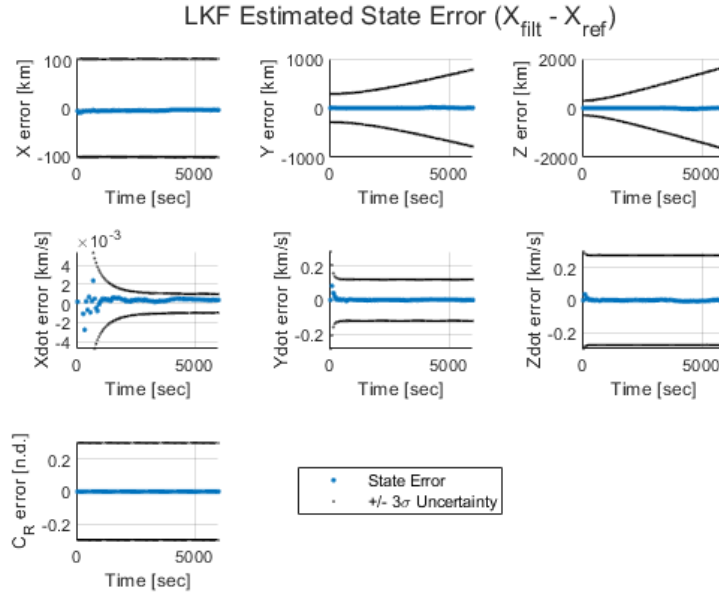 LKF Estimated State Error (X_filt - X_ref)
X error [km]
100
0
-100
0
5000
Time [sec]
Y error [km]
1000
0
-1000
0
5000
Time [sec]
Z error [km]
2000
0
-2000
0
5000
Time [sec]
Xdot error [km/s]
× 10^-3
4
2
0
-2
-4
0
5000
Time [sec]
Ydot error [km/s]
0.2
0
-0.2
0
5000
Time [sec]
Zdot error [km/s]
0.2
0
-0.2
0
5000
Time [sec]
C_R error [n.d.]
0.2
0
-0.2
0
5000
Time [sec]
State Error
+/- 3σ Uncertainty